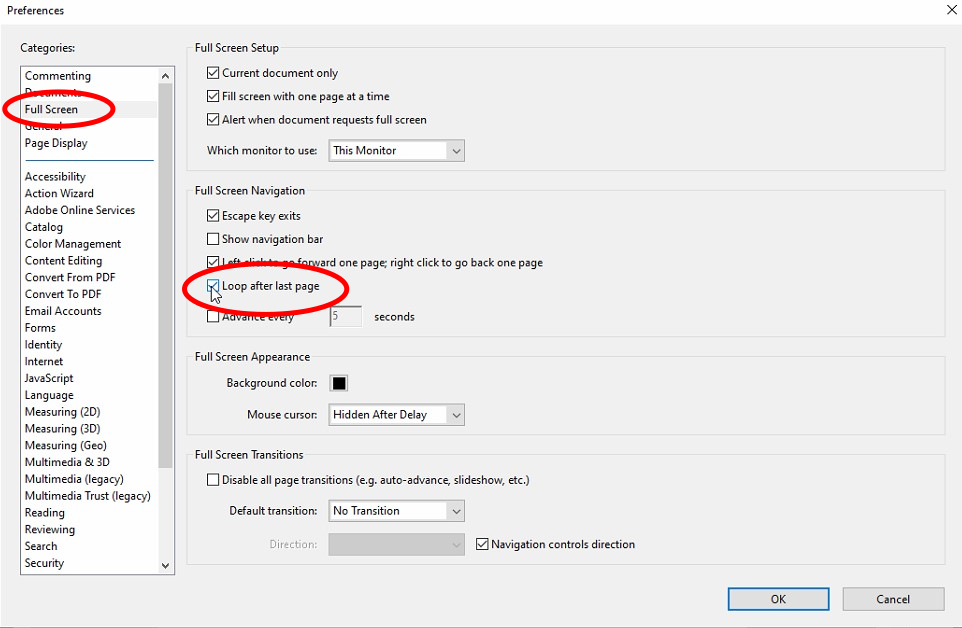 Preferences
Categories:
Commenting
Documents
Full Screen
General
Page Display
Accessibility
Action Wizard
Adobe Online Services
Catalog
Color Management
Content Editing
Convert From PDF
Convert To PDF
Email Accounts
Forms
Identity
Internet
JavaScript
Language
Measuring (2D)
Measuring (3D)
Measuring (Geo)
Multimedia & 3D
Multimedia (legacy)
Multimedia Trust (legacy)
Reading
Reviewing
Search
Security
Full Screen Setup
Current document only
Fill screen with one page at a time
Alert when document requests full screen
Which monitor to use: This Monitor
Full Screen Navigation
Escape key exits
Show navigation bar
Left click to go forward one page; right click to go back one page
Loop after last page
Advance every 5 seconds
Full Screen Appearance
Background color:
Mouse cursor: Hidden After Delay
Full Screen Transitions
Disable all page transitions (e.g. auto-advance, slideshow, etc.)
Default transition: No Transition
Direction: Navigation controls direction
OK Cancel